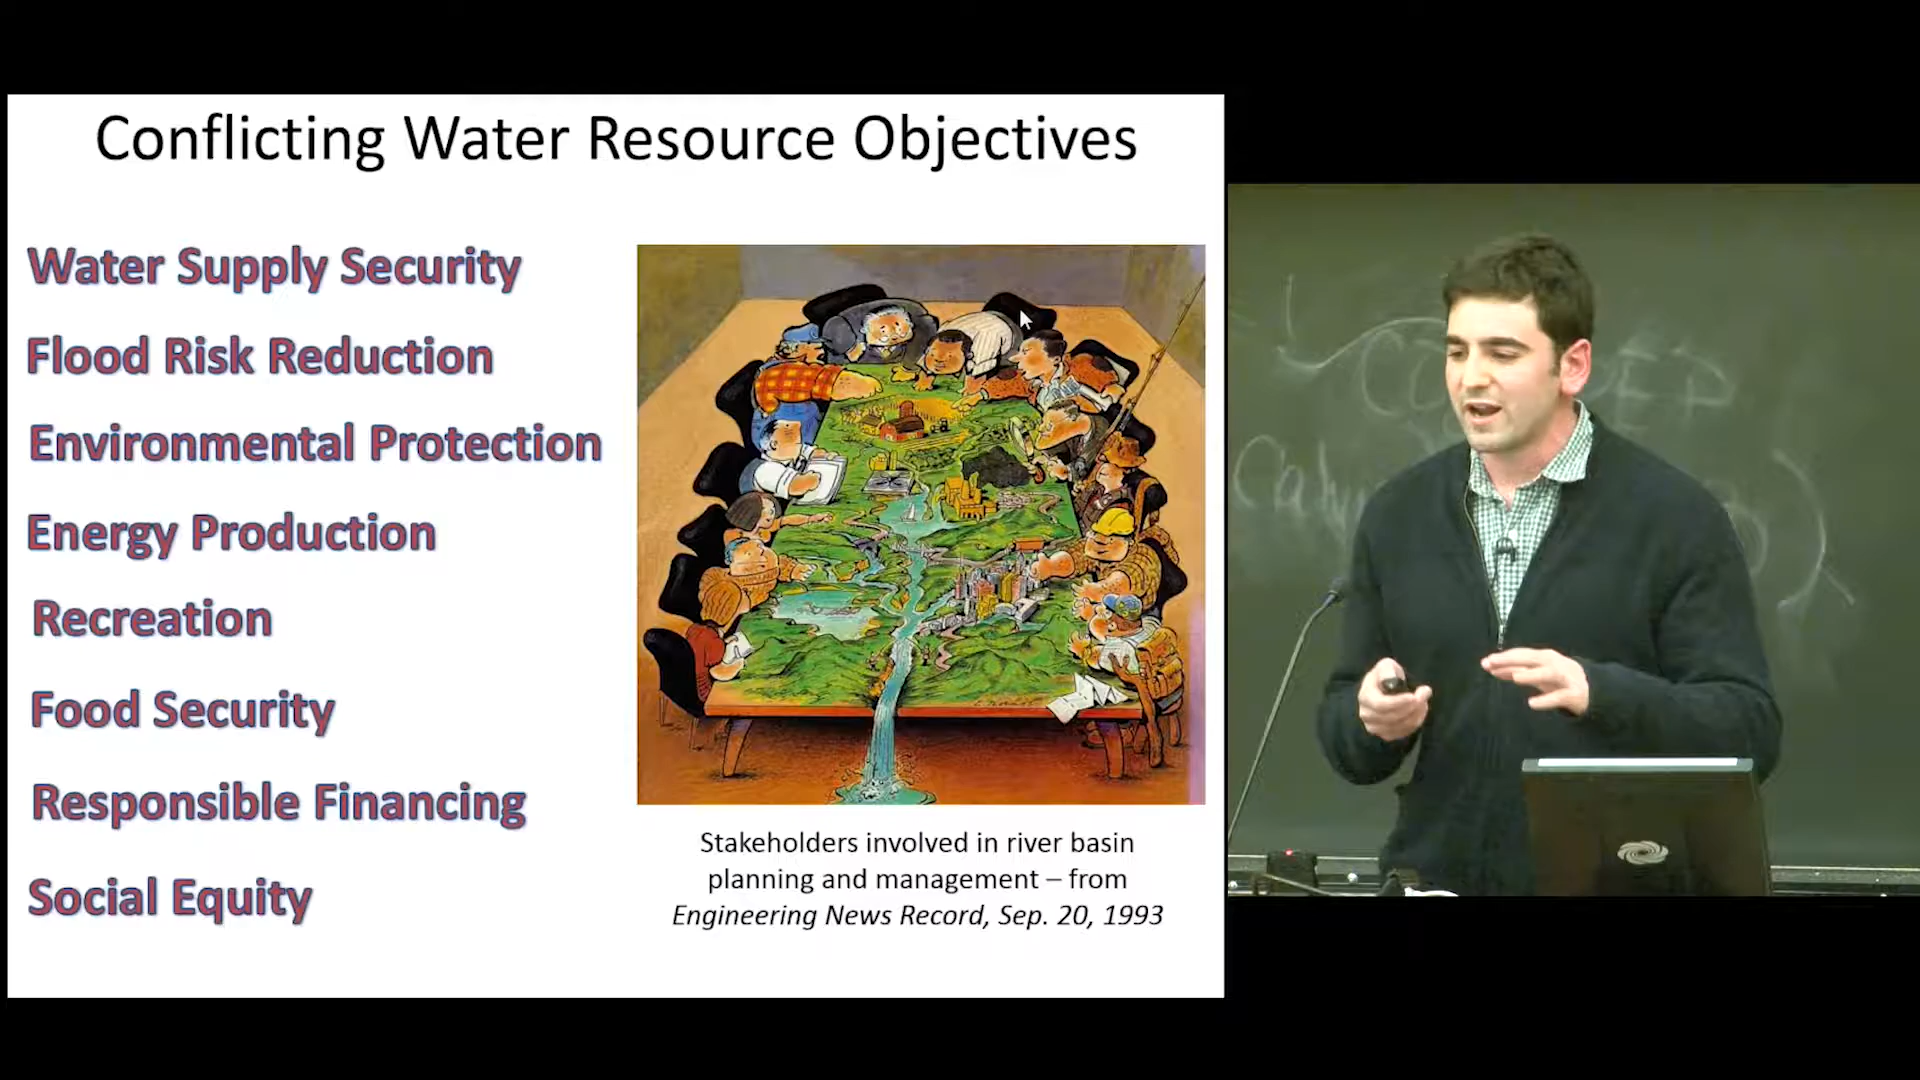 Conflicting Water Resource Objectives
Water Supply Security
Flood Risk Reduction
Environmental Protection
Energy Production
Recreation
Food Security
Responsible Financing
Social Equity
Stakeholders involved in river basin
planning and management – from
Engineering News Record, Sep. 20, 1993